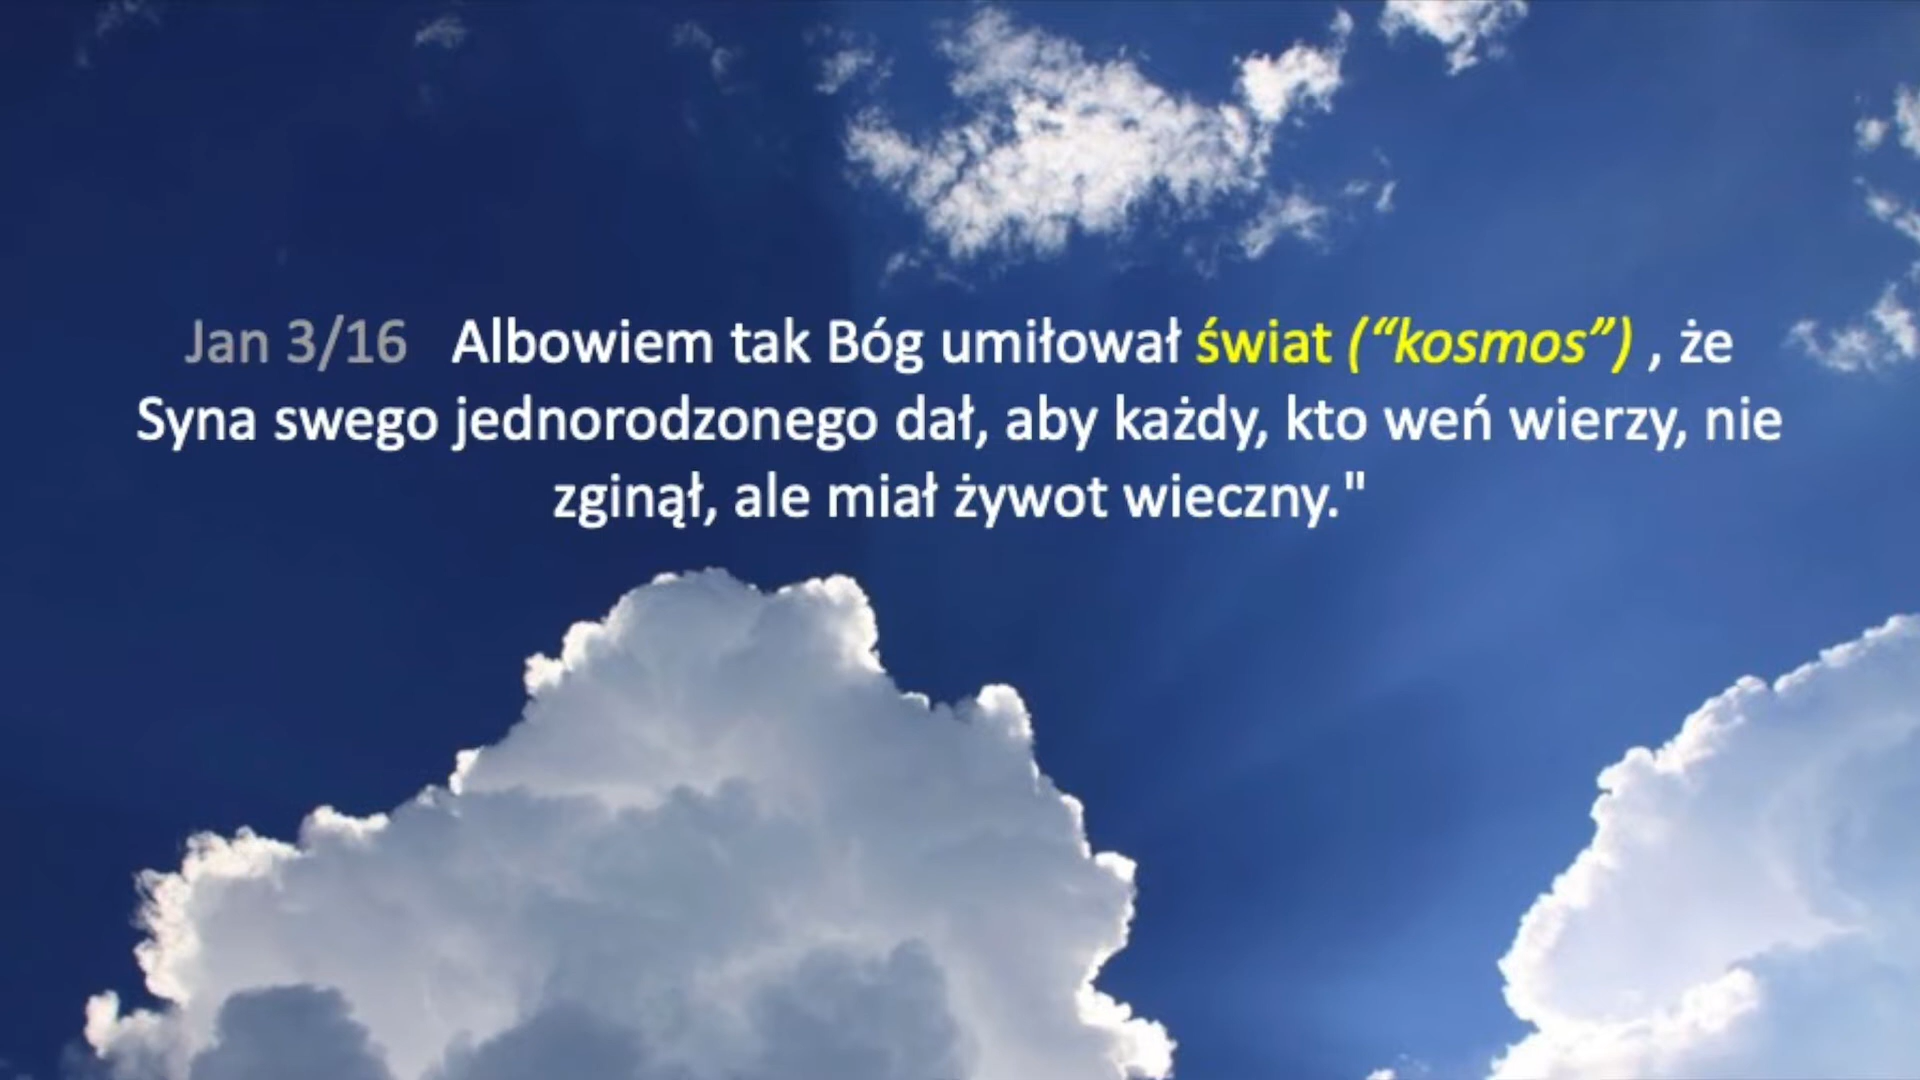 Jan 3/16 Albowiem tak Bóg umiłował świat (“kosmos”) , że
Syna swego jednorodzonego dał, aby każdy, kto weń wierzy, nie
zginął, ale miał żywot wieczny."